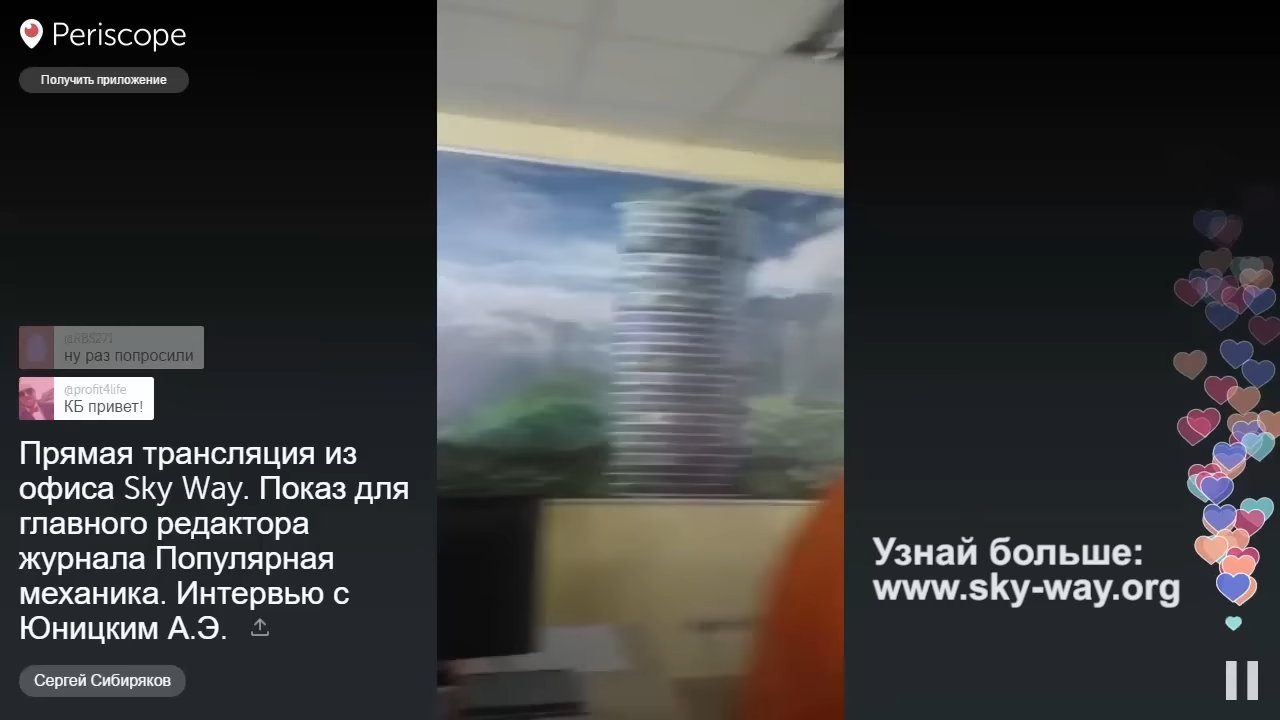 Periscope
Получить приложение
ну раз попросили
@profit4life
КБ привет!
Прямая трансляция из
офиса Sky Way. Показ для
главного редактора
журнала Популярная
механика. Интервью с
Юницким А.Э.
Сергей Сибиряков
Узнай больше:
www.sky-way.org